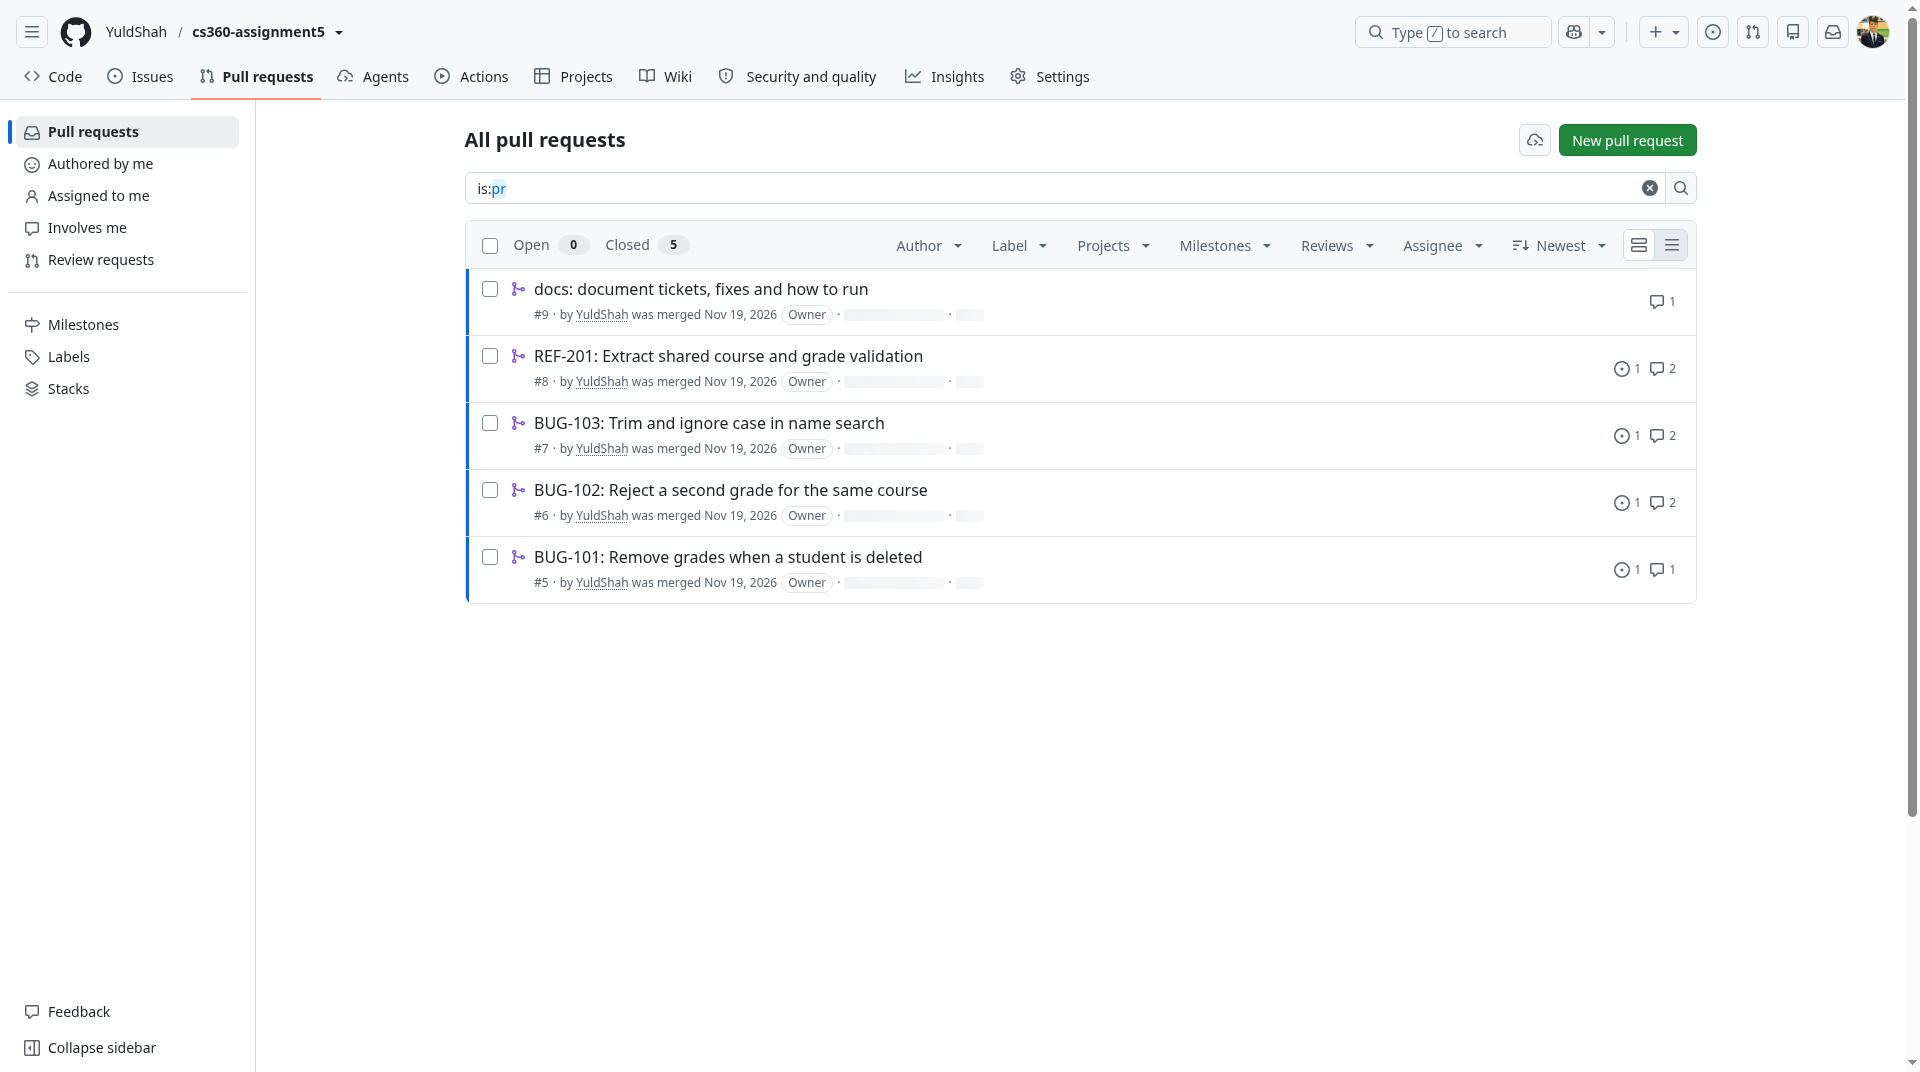 YuldShah / cs360-assignment5
Type / to search
Code Issues Pull requests Agents Actions Projects Wiki Security and quality Insights Settings
Pull requests
Authored by me
Assigned to me
Involves me
Review requests
Milestones
Labels
Stacks
Feedback
Collapse sidebar
All pull requests
New pull request
is:pr
Open 0 Closed 5 Author Label Projects Milestones Reviews Assignee Newest
docs: document tickets, fixes and how to run
1
#9 · by YuldShah was merged Nov 19, 2026 Owner · ·
REF-201: Extract shared course and grade validation
1 2
#8 · by YuldShah was merged Nov 19, 2026 Owner · ·
BUG-103: Trim and ignore case in name search
1 2
#7 · by YuldShah was merged Nov 19, 2026 Owner · ·
BUG-102: Reject a second grade for the same course
1 2
#6 · by YuldShah was merged Nov 19, 2026 Owner · ·
BUG-101: Remove grades when a student is deleted
1 1
#5 · by YuldShah was merged Nov 19, 2026 Owner · ·